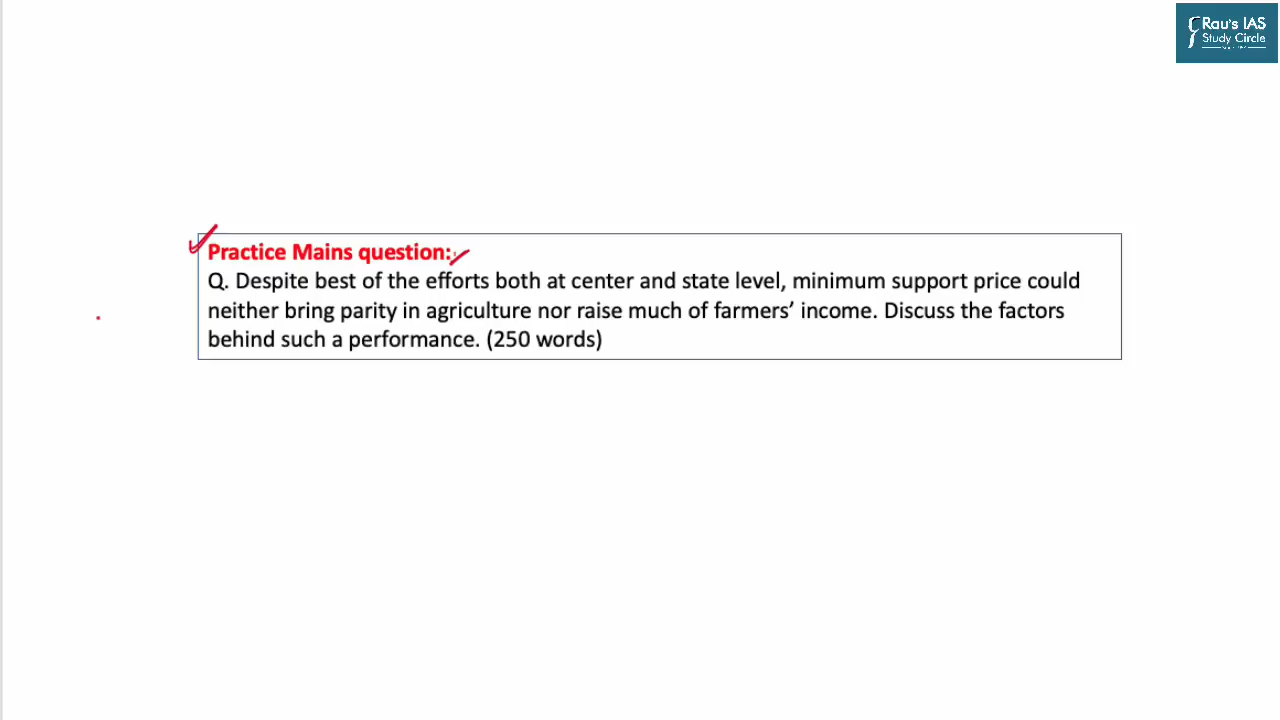 Rau's IAS
Study Circle
Practice Mains question:
Q. Despite best of the efforts both at center and state level, minimum support price could
neither bring parity in agriculture nor raise much of farmers’ income. Discuss the factors
behind such a performance. (250 words)